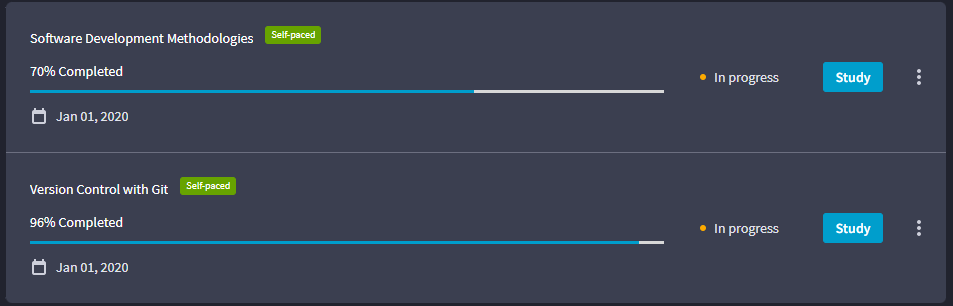 Software Development Methodologies Self-paced
70% Completed
In progress Study
Jan 01, 2020
Version Control with Git Self-paced
96% Completed
In progress Study
Jan 01, 2020